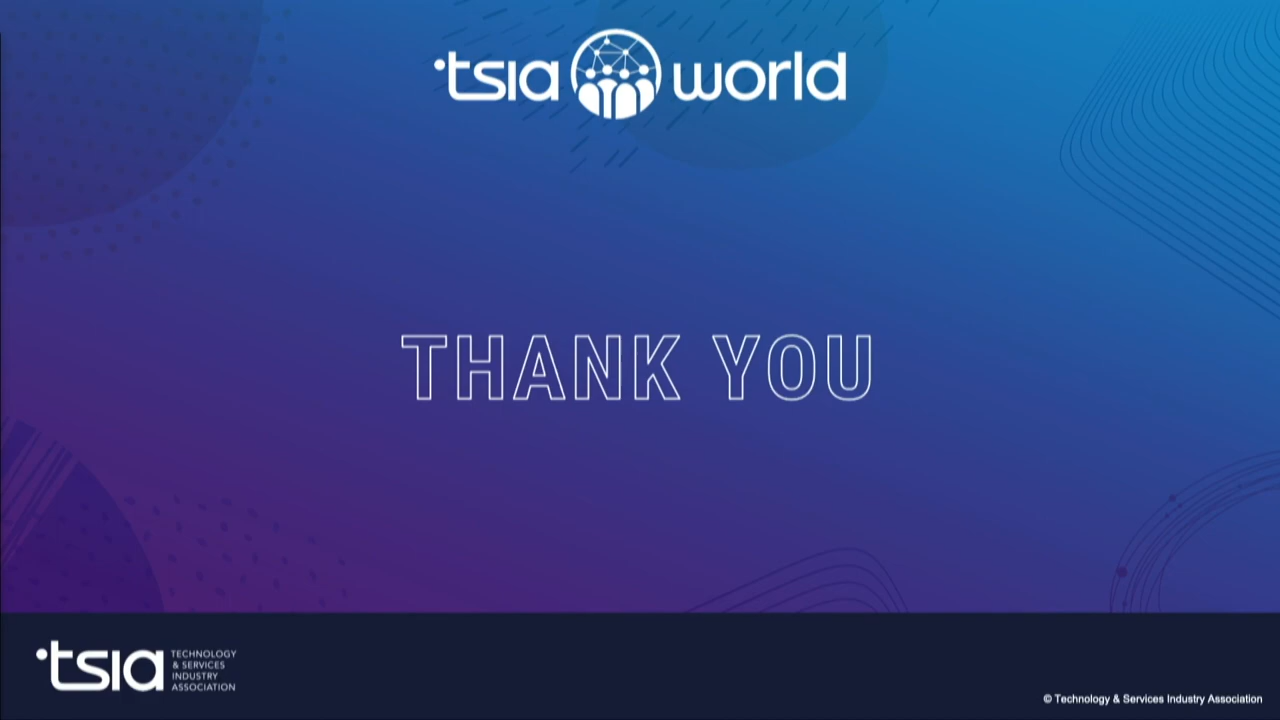 tsia world
THANK YOU
tsia
TECHNOLOGY
& SERVICES
INDUSTRY
ASSOCIATION
© Technology & Services Industry Association